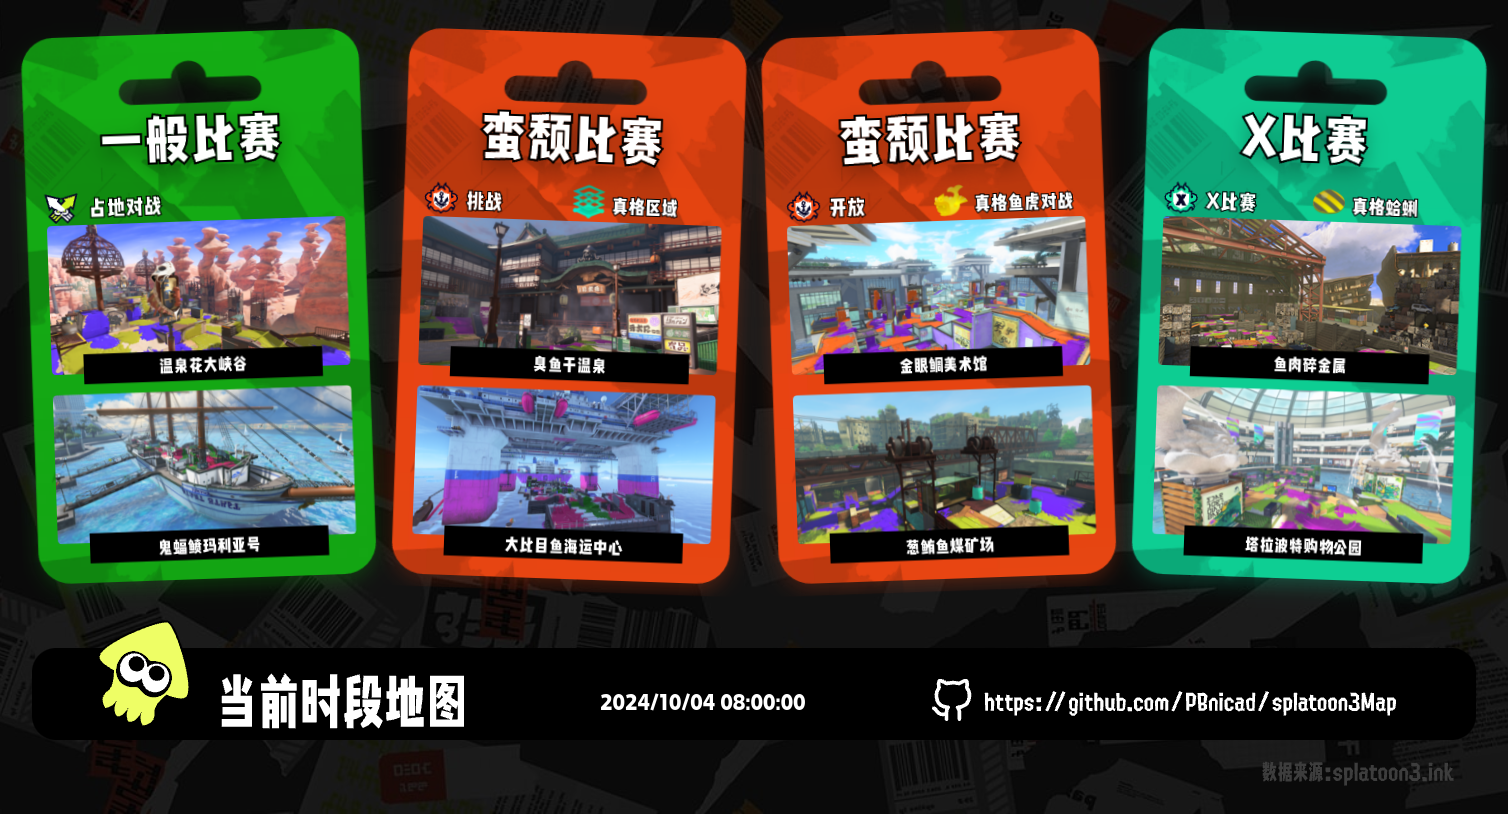 一般比赛
占地对战
温泉花大峡谷
鬼蝠鲼玛利亚号
蛮颓比赛
挑战
真格区域
臭鱼干温泉
大比目鱼海运中心
蛮颓比赛
开放
真格鱼虎对战
金眼鲷美术馆
葱鲔鱼煤矿场
X比赛
X比赛
真格蛤蜊
鱼肉碎金属
塔拉波特购物公园
当前时段地图
2024/10/04 08:00:00
https://github.com/PBnicad/splatoon3Map
数据来源:splatoon3.ink